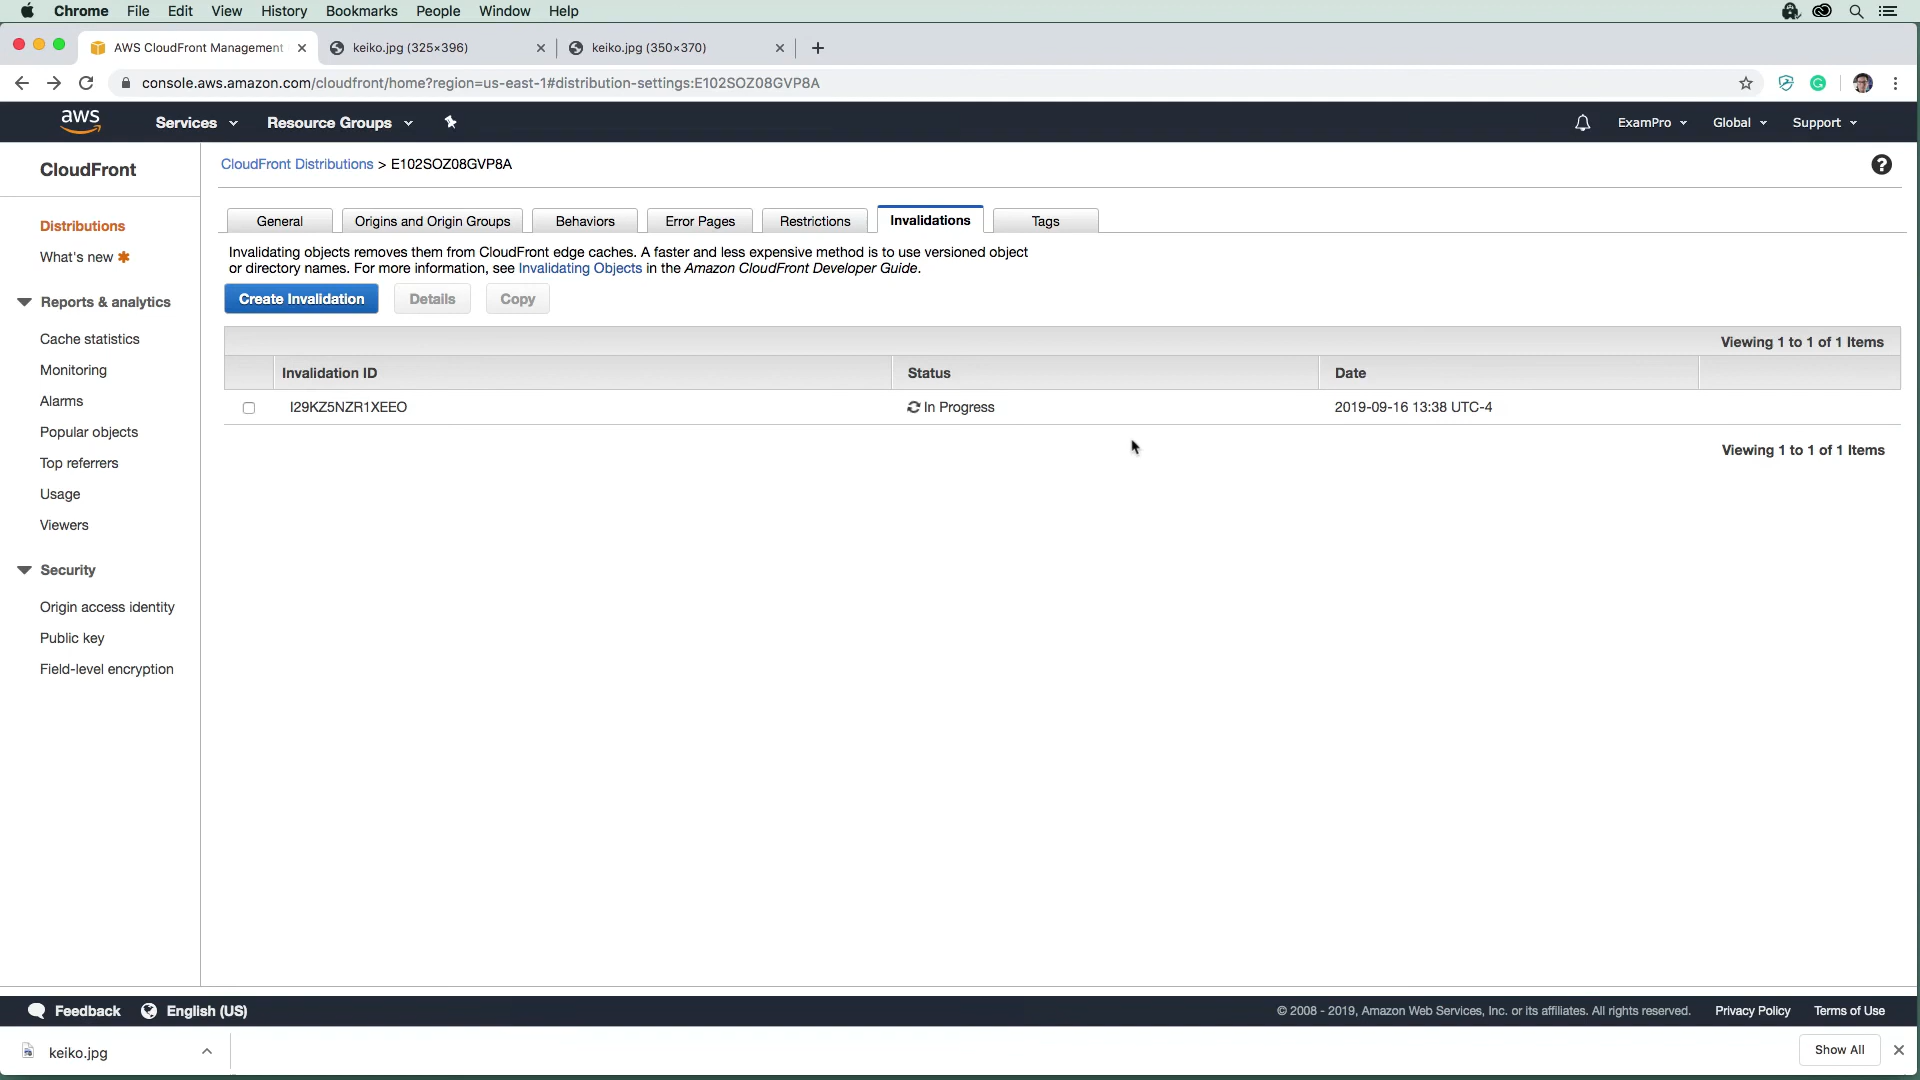 Chrome File Edit View History Bookmarks People Window Help
AWS CloudFront Management
keiko.jpg (325×396)
keiko.jpg (350×370)
console.aws.amazon.com/cloudfront/home?region=us-east-1#distribution-settings:E102SOZ08GVP8A
aws Services Resource Groups ExamPro Global Support
CloudFront
Distributions
What's new
Reports & analytics
Cache statistics
Monitoring
Alarms
Popular objects
Top referrers
Usage
Viewers
Security
Origin access identity
Public key
Field-level encryption
CloudFront Distributions > E102SOZ08GVP8A
General Origins and Origin Groups Behaviors Error Pages Restrictions Invalidations Tags
Invalidating objects removes them from CloudFront edge caches. A faster and less expensive method is to use versioned object
or directory names. For more information, see Invalidating Objects in the Amazon CloudFront Developer Guide.
Create Invalidation Details Copy
Viewing 1 to 1 of 1 Items
Invalidation ID Status Date
I29KZ5NZR1XEEO In Progress 2019-09-16 13:38 UTC-4
Viewing 1 to 1 of 1 Items
Feedback English (US) © 2008 - 2019, Amazon Web Services, Inc. or its affiliates. All rights reserved. Privacy Policy Terms of Use
keiko.jpg Show All